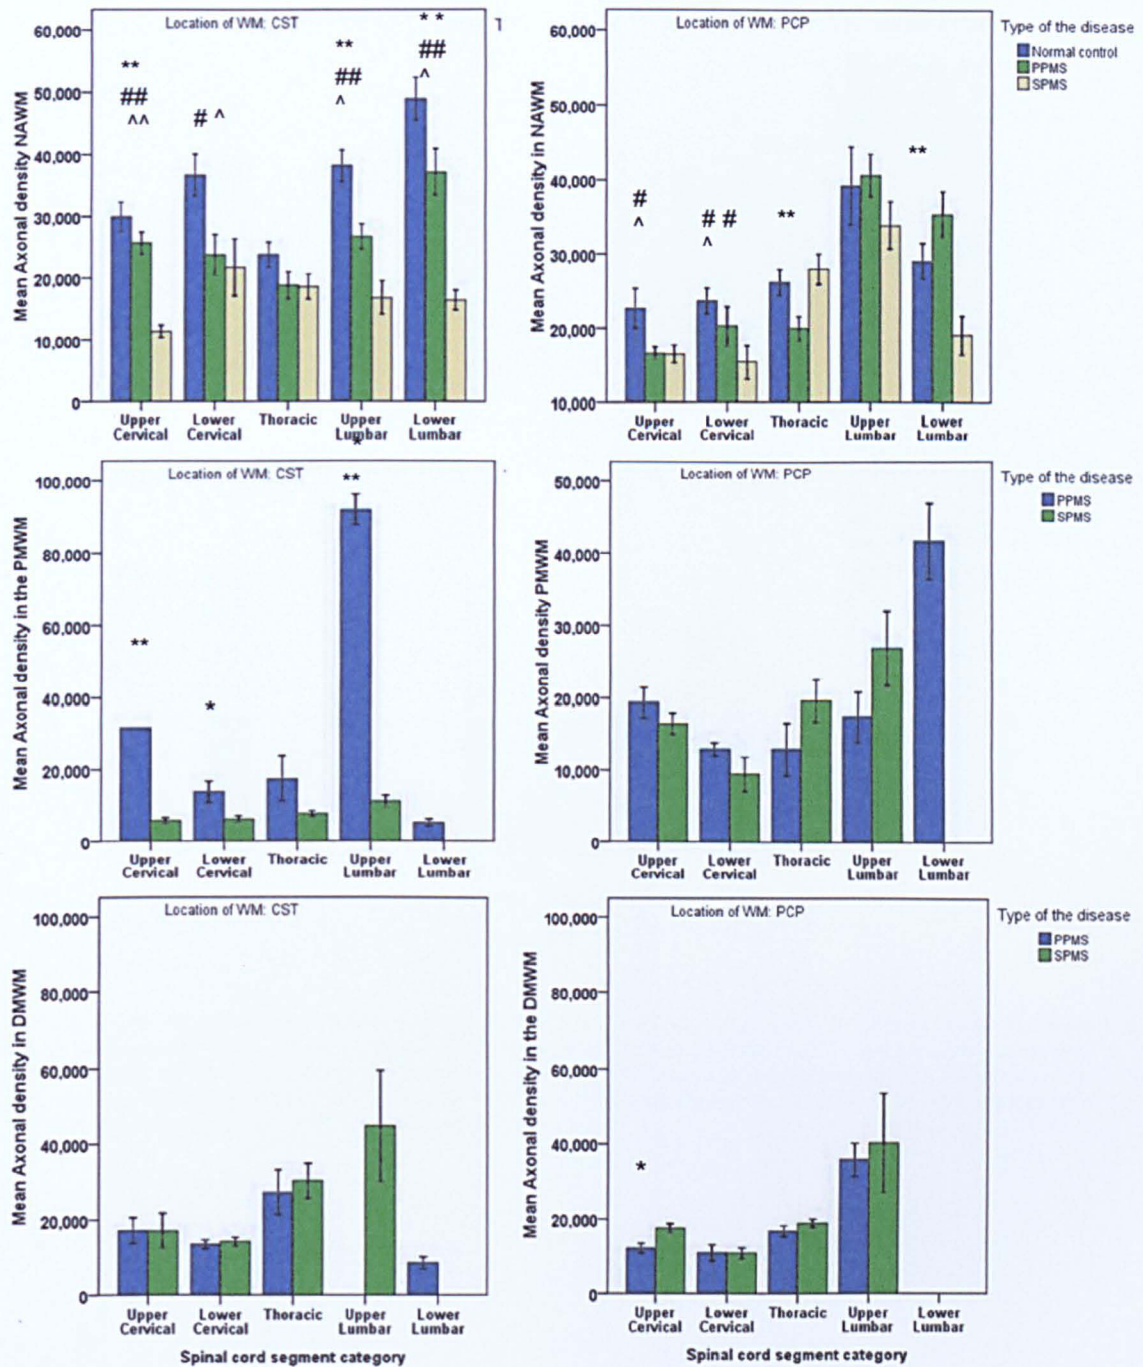 Location of WM: CST
Mean Axonal density NAWM
60,000
50,000
40,000
30,000
20,000
10,000
0
**
##
^^
# ^
**
##
^
* *
##
^
Upper Cervical
Lower Cervical
Thoracic
Upper Lumbar
Lower Lumbar
Location of WM: PCP
Mean Axonal density in NAWM
60,000
50,000
40,000
30,000
20,000
10,000
#
^
# #
^
**
**
Upper Cervical
Lower Cervical
Thoracic
Upper Lumbar
Lower Lumbar
Type of the disease
Normal control
PPMS
SPMS
Location of WM: CST
Mean Axonal density in the PMWM
100,000
80,000
60,000
40,000
20,000
0
**
*
*
**
Upper Cervical
Lower Cervical
Thoracic
Upper Lumbar
Lower Lumbar
Location of WM: PCP
Mean Axonal density PMWM
50,000
40,000
30,000
20,000
10,000
0
Upper Cervical
Lower Cervical
Thoracic
Upper Lumbar
Lower Lumbar
Type of the disease
PPMS
SPMS
Location of WM: CST
Mean Axonal density in DMWM
100,000
80,000
60,000
40,000
20,000
0
Upper Cervical
Lower Cervical
Thoracic
Upper Lumbar
Lower Lumbar
Spinal cord segment category
Location of WM: PCP
Mean Axonal density in the DMWM
100,000
80,000
60,000
40,000
20,000
0
*
Upper Cervical
Lower Cervical
Thoracic
Upper Lumbar
Lower Lumbar
Spinal cord segment category
Type of the disease
PPMS
SPMS